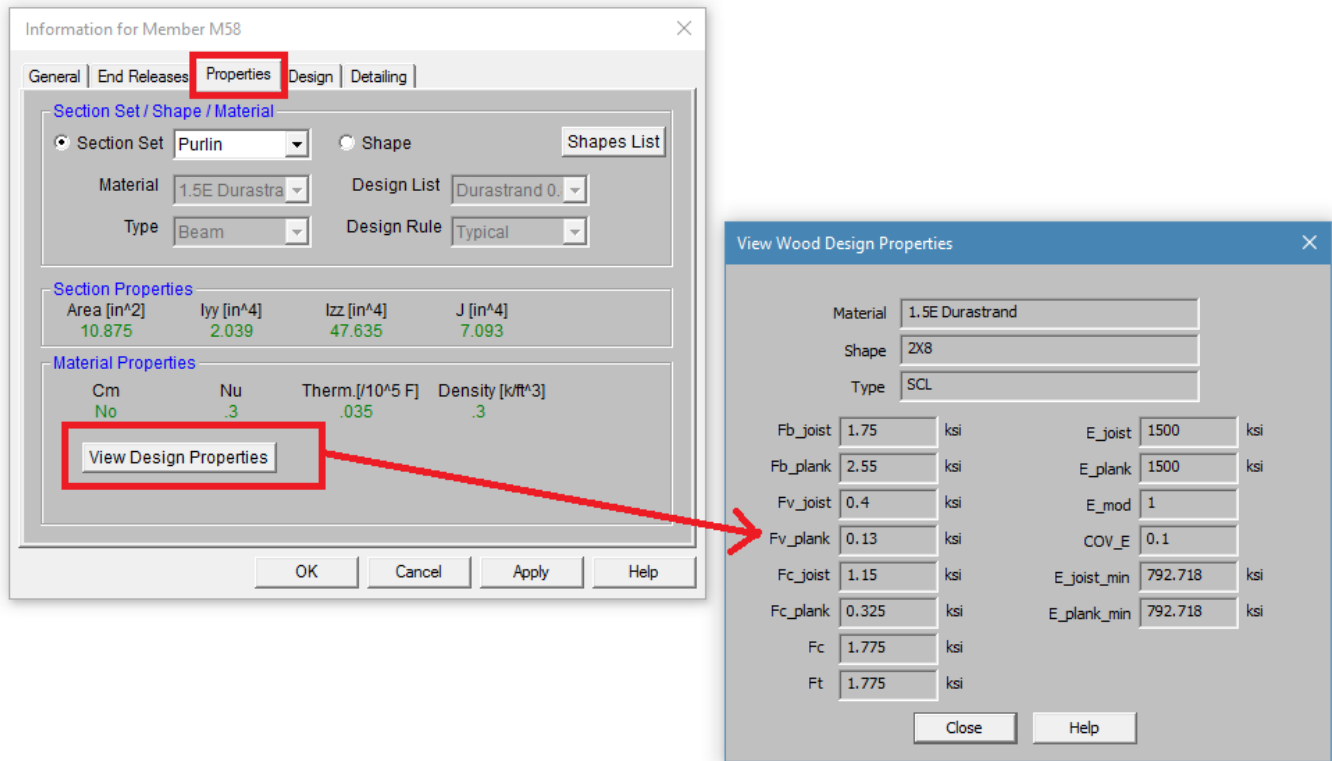 Information for Member M58
General End Releases Properties Design Detailing
Section Set / Shape / Material
Section Set Purlin Shape Shapes List
Material 1.5E Durastra Design List Durastrand 0.
Type Beam Design Rule Typical
Section Properties
Area [in^2] Iyy [in^4] Izz [in^4] J [in^4]
10.875 2.039 47.635 7.093
Material Properties
Cm Nu Therm.[/10^5 F] Density [k/ft^3]
No .3 .035 .3
View Design Properties
OK Cancel Apply Help
View Wood Design Properties
Material 1.5E Durastrand
Shape 2X8
Type SCL
Fb_joist 1.75 ksi E_joist 1500 ksi
Fb_plank 2.55 ksi E_plank 1500 ksi
Fv_joist 0.4 ksi E_mod 1
Fv_plank 0.13 ksi COV_E 0.1
Fc_joist 1.15 ksi E_joist_min 792.718 ksi
Fc_plank 0.325 ksi E_plank_min 792.718 ksi
Fc 1.775 ksi
Ft 1.775 ksi
Close Help